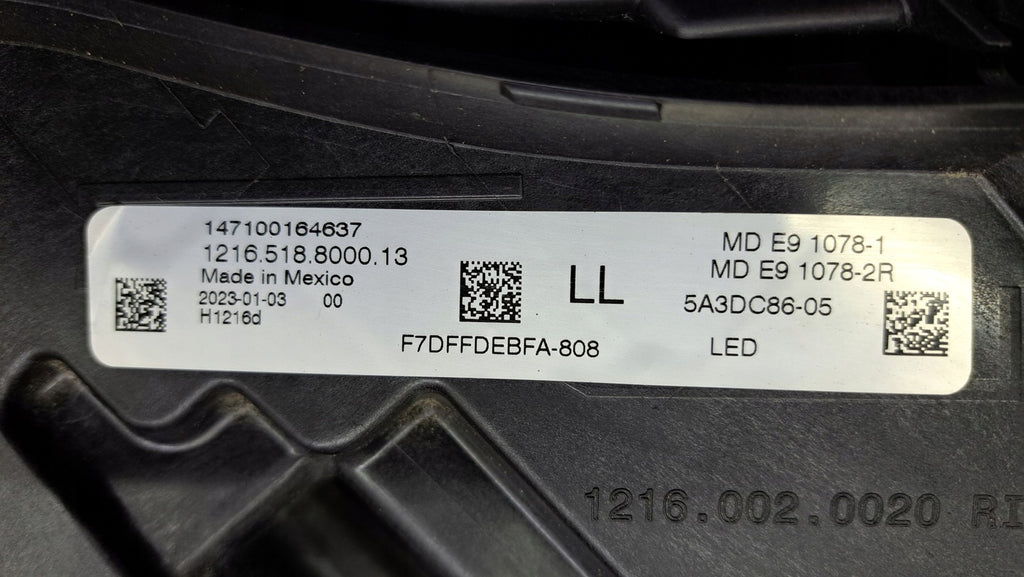 147100164637
1216.518.8000.13
Made in Mexico
2023-01-03 00
H1216d
F7DFFDEBFA-808
LL
MD E9 1078-1
MD E9 1078-2R
5A3DC86-05
LED
1216.002.0020 RI